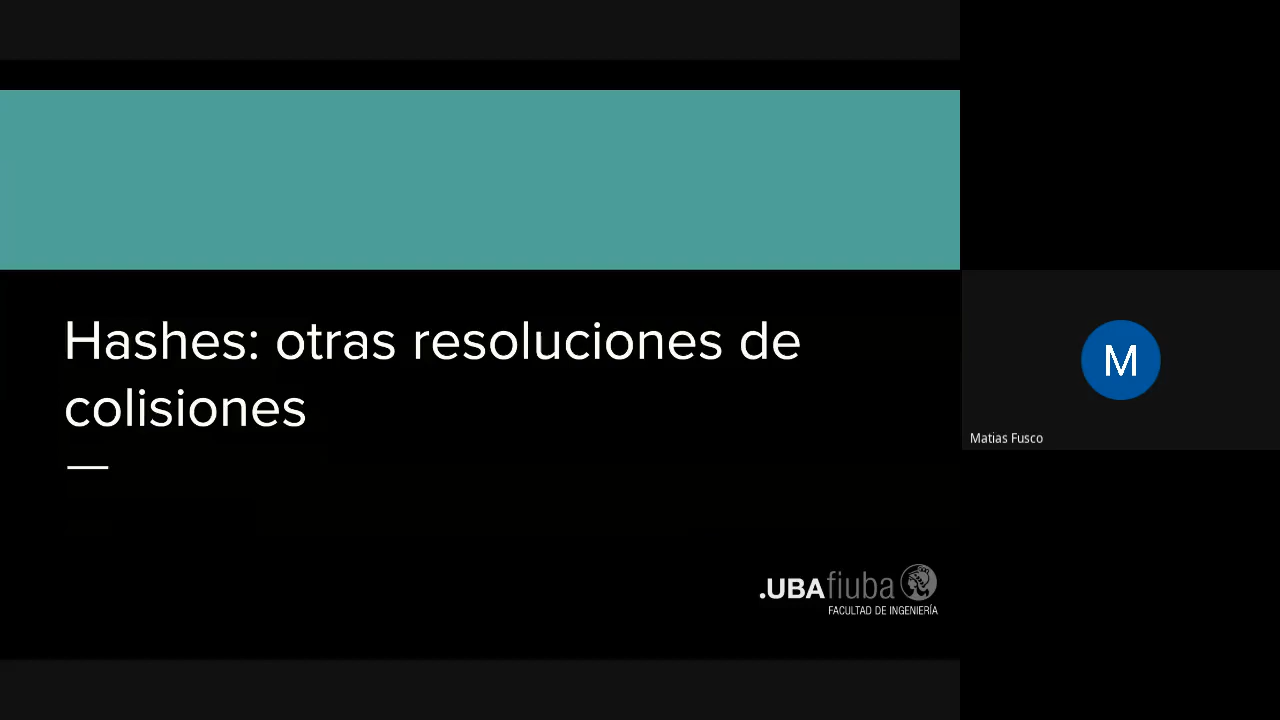 Hashes: otras resoluciones de
colisiones
.UBAfiuba
FACULTAD DE INGENIERÍA
M
Matias Fusco